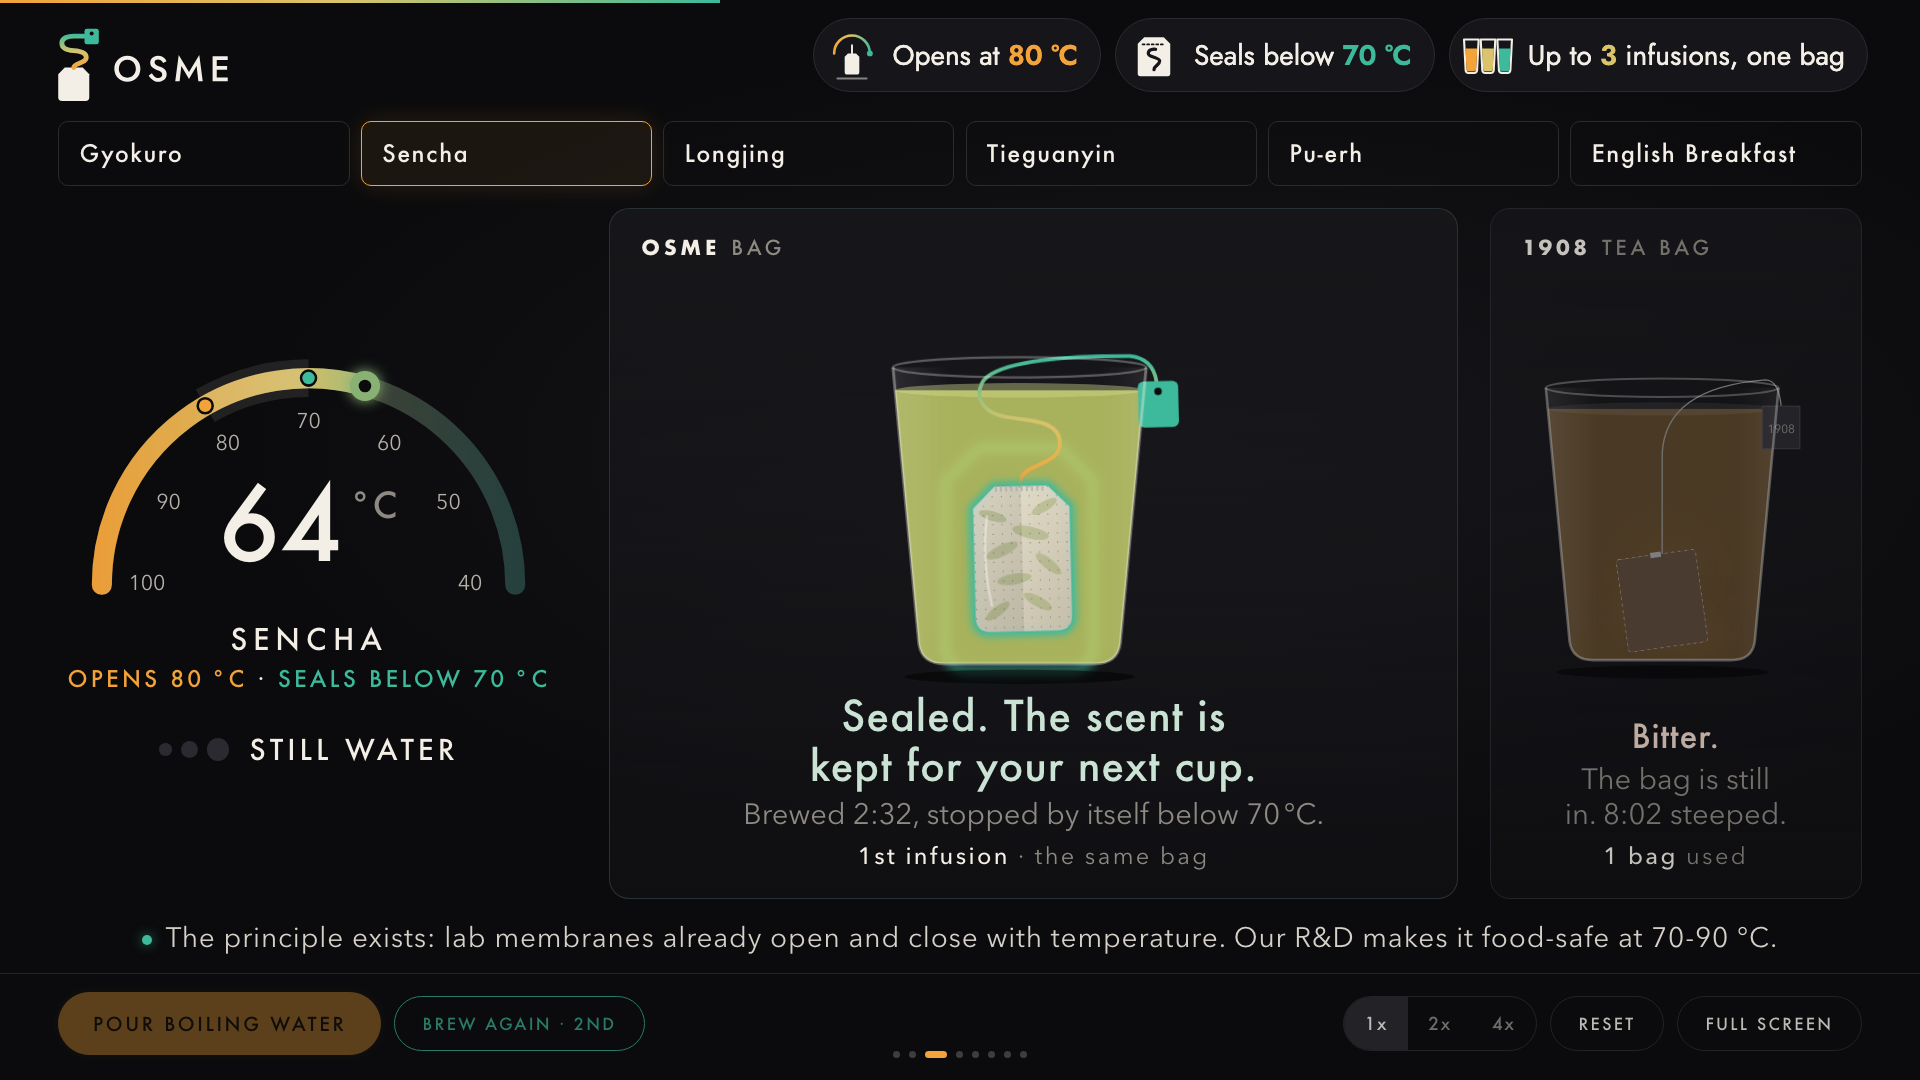 OSME
Opens at 80 °C
Seals below 70 °C
Up to 3 infusions, one bag
Gyokuro
Sencha
Longjing
Tieguanyin
Pu-erh
English Breakfast
100
90
80
70
60
50
40
64 °C
SENCHA
OPENS 80 °C · SEALS BELOW 70 °C
STILL WATER
OSME BAG
Sealed. The scent is
kept for your next cup.
Brewed 2:32, stopped by itself below 70 °C.
1st infusion · the same bag
1908 TEA BAG
1908
Bitter.
The bag is still
in. 8:02 steeped.
1 bag used
The principle exists: lab membranes already open and close with temperature. Our R&D makes it food-safe at 70-90 °C.
POUR BOILING WATER
BREW AGAIN · 2ND
1x
2x
4x
RESET
FULL SCREEN